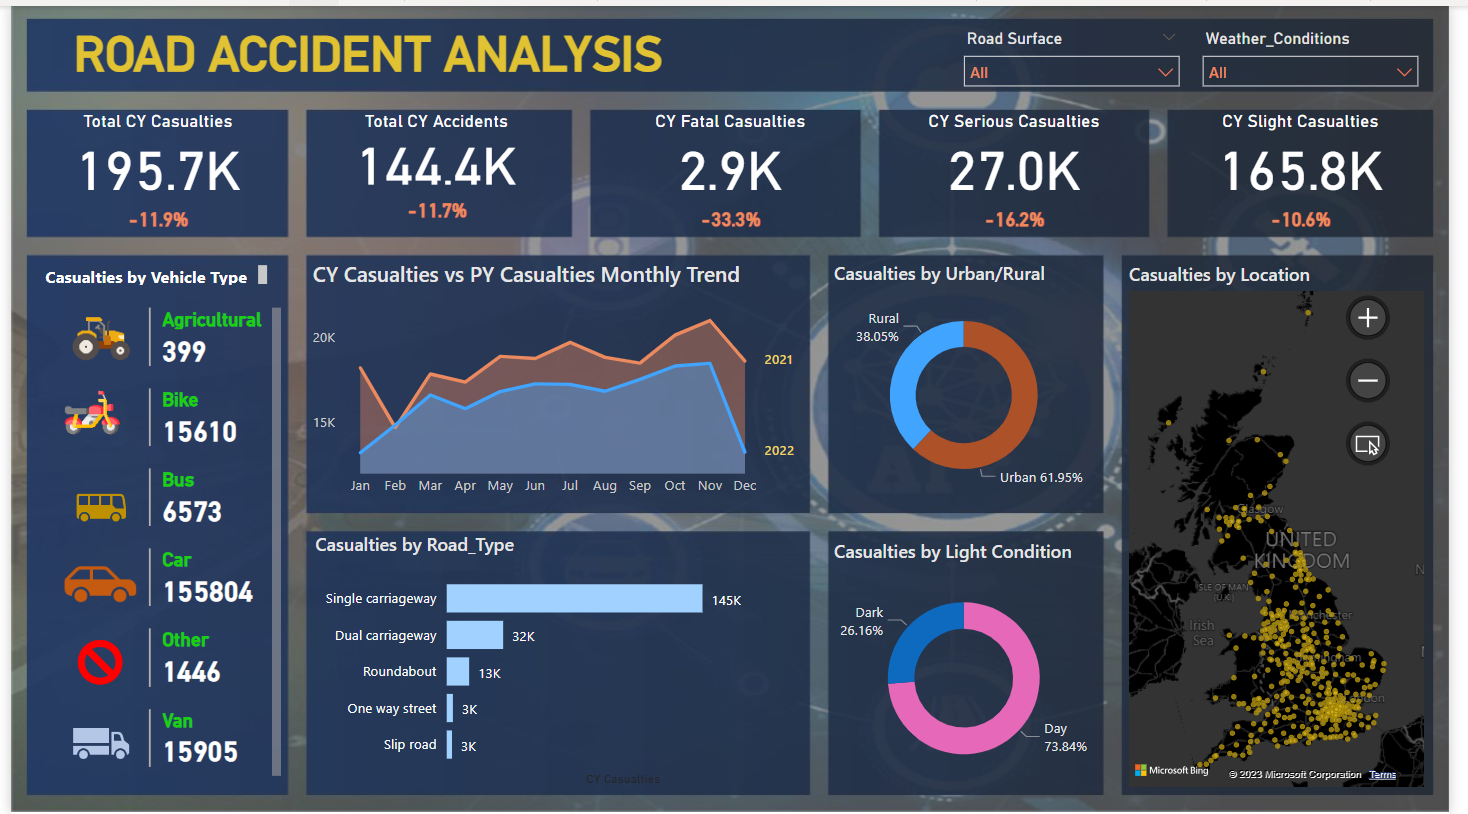 ROAD ACCIDENT ANALYSIS
Road Surface
All
Weather_Conditions
All
Total CY Casualties
195.7K
-11.9%
Total CY Accidents
144.4K
-11.7%
CY Fatal Casualties
2.9K
-33.3%
CY Serious Casualties
27.0K
-16.2%
CY Slight Casualties
165.8K
-10.6%
Casualties by Vehicle Type
Agricultural
399
Bike
15610
Bus
6573
Car
155804
Other
1446
Van
15905
CY Casualties vs PY Casualties Monthly Trend
20K
15K
2021
2022
Jan Feb Mar Apr May Jun Jul Aug Sep Oct Nov Dec
Casualties by Road_Type
Single carriageway 145K
Dual carriageway 32K
Roundabout 13K
One way street 3K
Slip road 3K
CY Casualties
Casualties by Urban/Rural
Rural
38.05%
Urban 61.95%
Casualties by Light Condition
Dark
26.16%
Day
73.84%
Casualties by Location
Glasgow
UNITED
KINGDOM
N
ISLE OF MAN
(U.K.)
Irish
Sea
Microsoft Bing
© 2023 Microsoft Corporation Terms